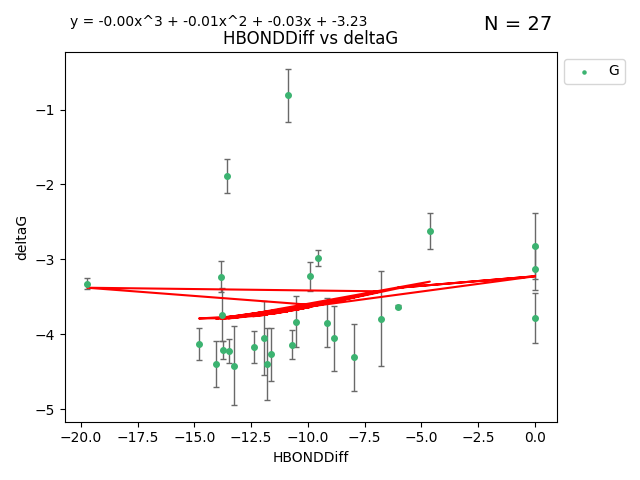 y = -0.00x^3 + -0.01x^2 + -0.03x + -3.23
N = 27
HBONDDiff vs deltaG
G
−1
−2
−3
−4
−5
deltaG
−20.0 −17.5 −15.0 −12.5 −10.0 −7.5 −5.0 −2.5 0.0
HBONDDiff